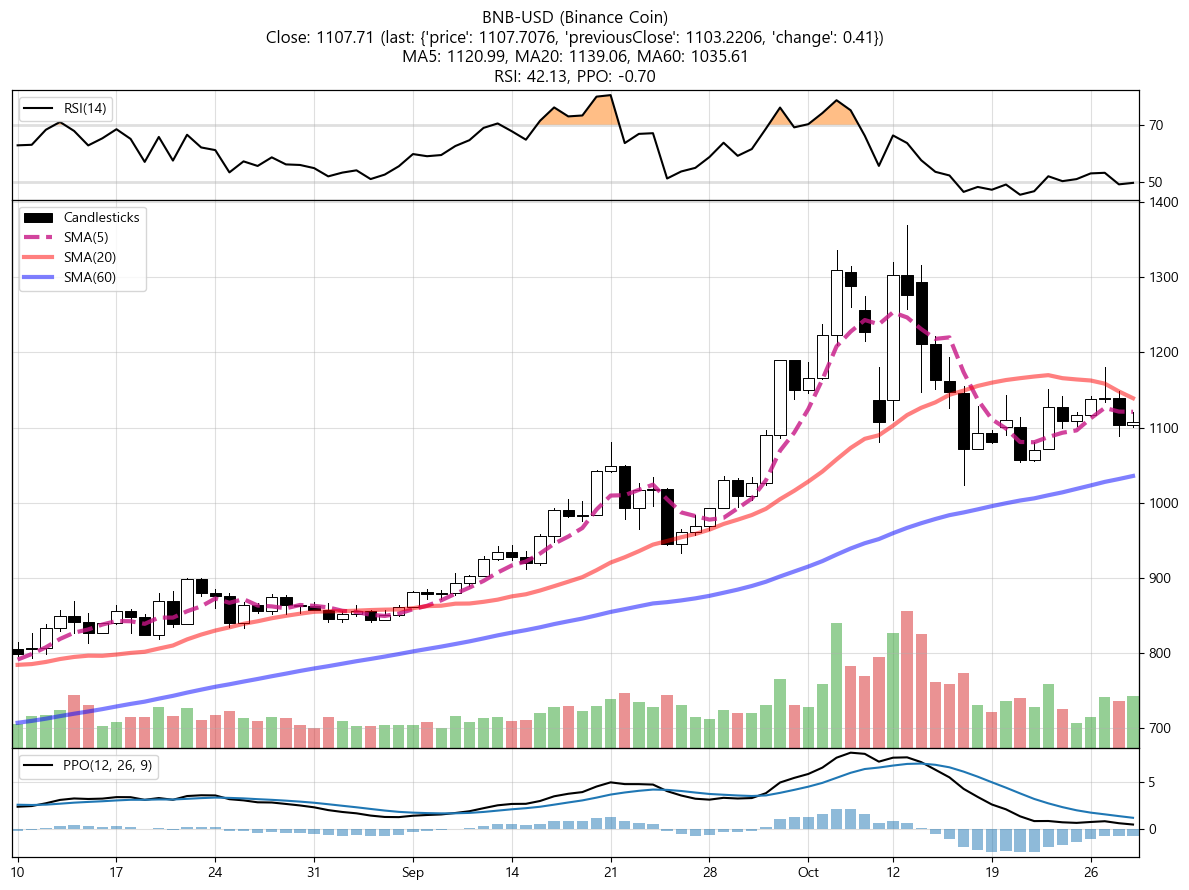 BNB-USD (Binance Coin)
Close: 1107.71 (last: {'price': 1107.7076, 'previousClose': 1103.2206, 'change': 0.41})
MA5: 1120.99, MA20: 1139.06, MA60: 1035.61
RSI: 42.13, PPO: -0.70
RSI(14)
70
50
Candlesticks
SMA(5)
SMA(20)
SMA(60)
1400
1300
1200
1100
1000
900
800
700
PPO(12, 26, 9)
5
0
10 17 24 31 Sep 14 21 28 Oct 12 19 26